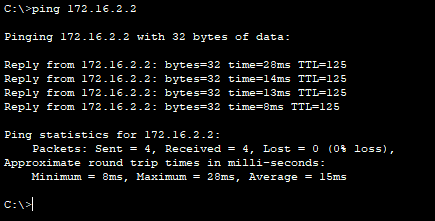 C:\>ping 172.16.2.2
Pinging 172.16.2.2 with 32 bytes of data:
Reply from 172.16.2.2: bytes=32 time=28ms TTL=125
Reply from 172.16.2.2: bytes=32 time=14ms TTL=125
Reply from 172.16.2.2: bytes=32 time=13ms TTL=125
Reply from 172.16.2.2: bytes=32 time=8ms TTL=125
Ping statistics for 172.16.2.2:
    Packets: Sent = 4, Received = 4, Lost = 0 (0% loss),
Approximate round trip times in milli-seconds:
    Minimum = 8ms, Maximum = 28ms, Average = 15ms
C:\>